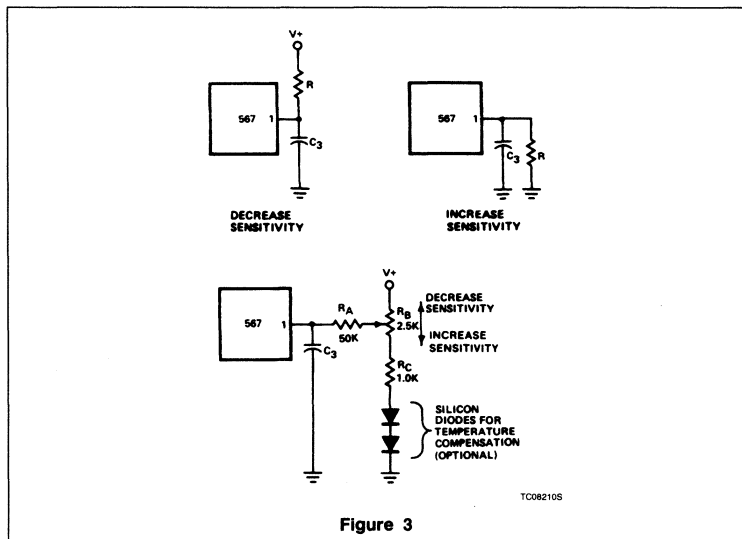 V+
R
567
1
C3
DECREASE
SENSITIVITY
567
1
C3
R
INCREASE
SENSITIVITY
V+
567
1
RA
50K
RB
2.5K
DECREASE
SENSITIVITY
INCREASE
SENSITIVITY
C3
RC
1.0K
SILICON
DIODES FOR
TEMPERATURE
COMPENSATION
(OPTIONAL)
TC08210S
Figure 3